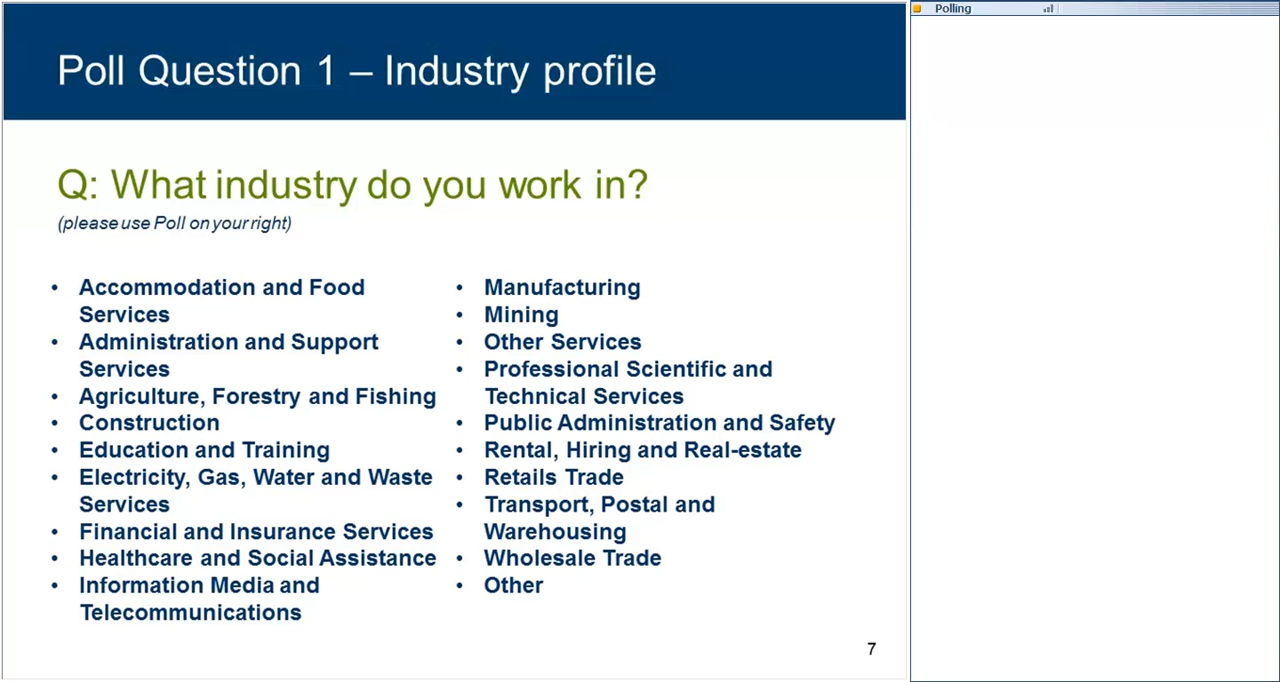 Poll Question 1 – Industry profile
Polling
Q: What industry do you work in?
(please use Poll on your right)
• Accommodation and Food
Services
• Administration and Support
Services
• Agriculture, Forestry and Fishing
• Construction
• Education and Training
• Electricity, Gas, Water and Waste
Services
• Financial and Insurance Services
• Healthcare and Social Assistance
• Information Media and
Telecommunications
• Manufacturing
• Mining
• Other Services
• Professional Scientific and
Technical Services
• Public Administration and Safety
• Rental, Hiring and Real-estate
• Retails Trade
• Transport, Postal and
Warehousing
• Wholesale Trade
• Other
7